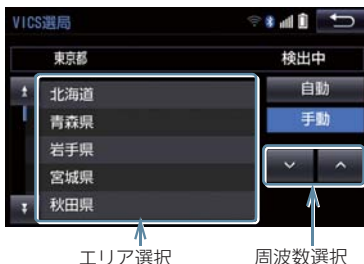 VICS選局
東京都 検出中
北海道 自動
青森県 手動
岩手県
宮城県
秋田県
エリア選択 周波数選択